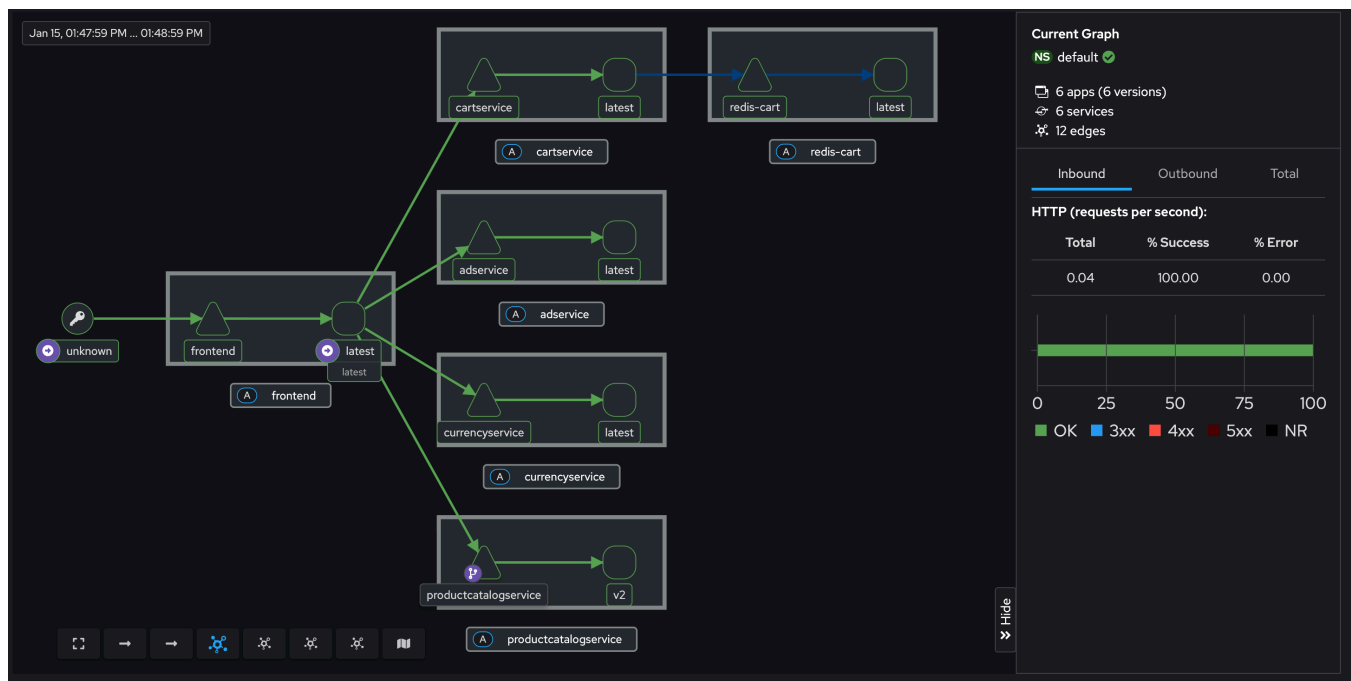 Jan 15, 01:47:59 PM ... 01:48:59 PM
cartservice
latest
A cartservice
redis-cart
latest
A redis-cart
adservice
latest
A adservice
unknown
frontend
latest
latest
A frontend
currencyservice
latest
A currencyservice
productcatalogservice
v2
A productcatalogservice
Hide
Current Graph
NS default
6 apps (6 versions)
6 services
12 edges
Inbound Outbound Total
HTTP (requests per second):
Total % Success % Error
0.04 100.00 0.00
0 25 50 75 100
OK 3xx 4xx 5xx NR